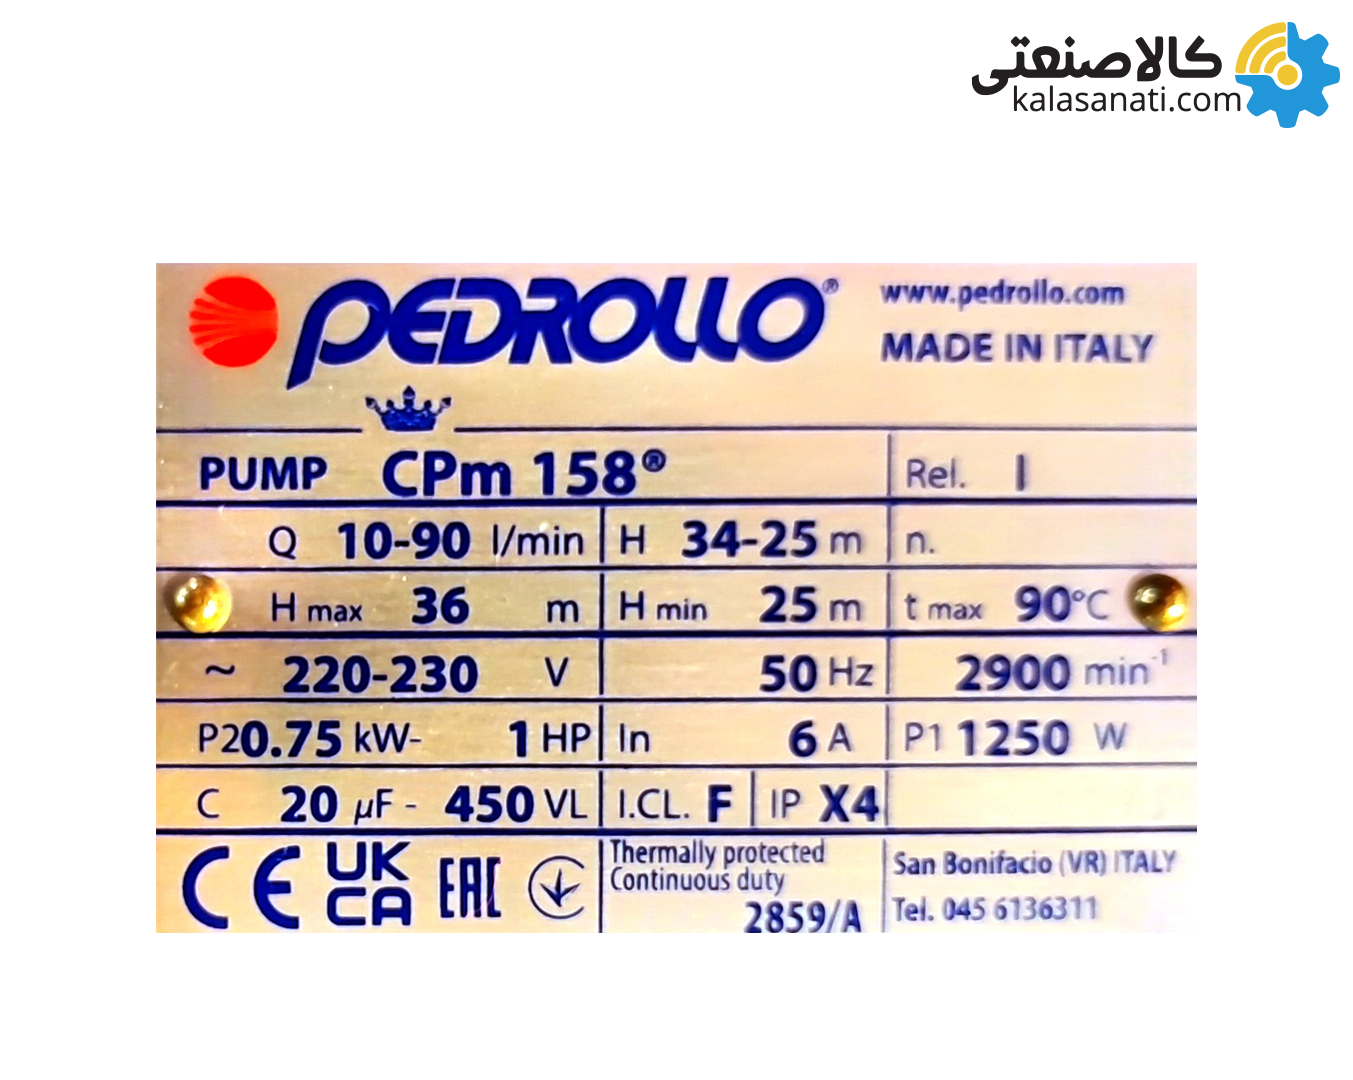 کالاصنعتی
kalasanati.com
PEDROLLO®
www.pedrollo.com
MADE IN ITALY
PUMP CPm 158® Rel. I
Q 10-90 l/min H 34-25 m n.
H max 36 m H min 25 m t max 90°C
~ 220-230 V 50 Hz 2900 min-1
P2 0.75 kW- 1 HP In 6 A P1 1250 W
C 20 µF - 450 VL I.CL. F IP X4
CE UK CA EAC
Thermally protected
Continuous duty
2859/A
San Bonifacio (VR) ITALY
Tel. 045 6136311